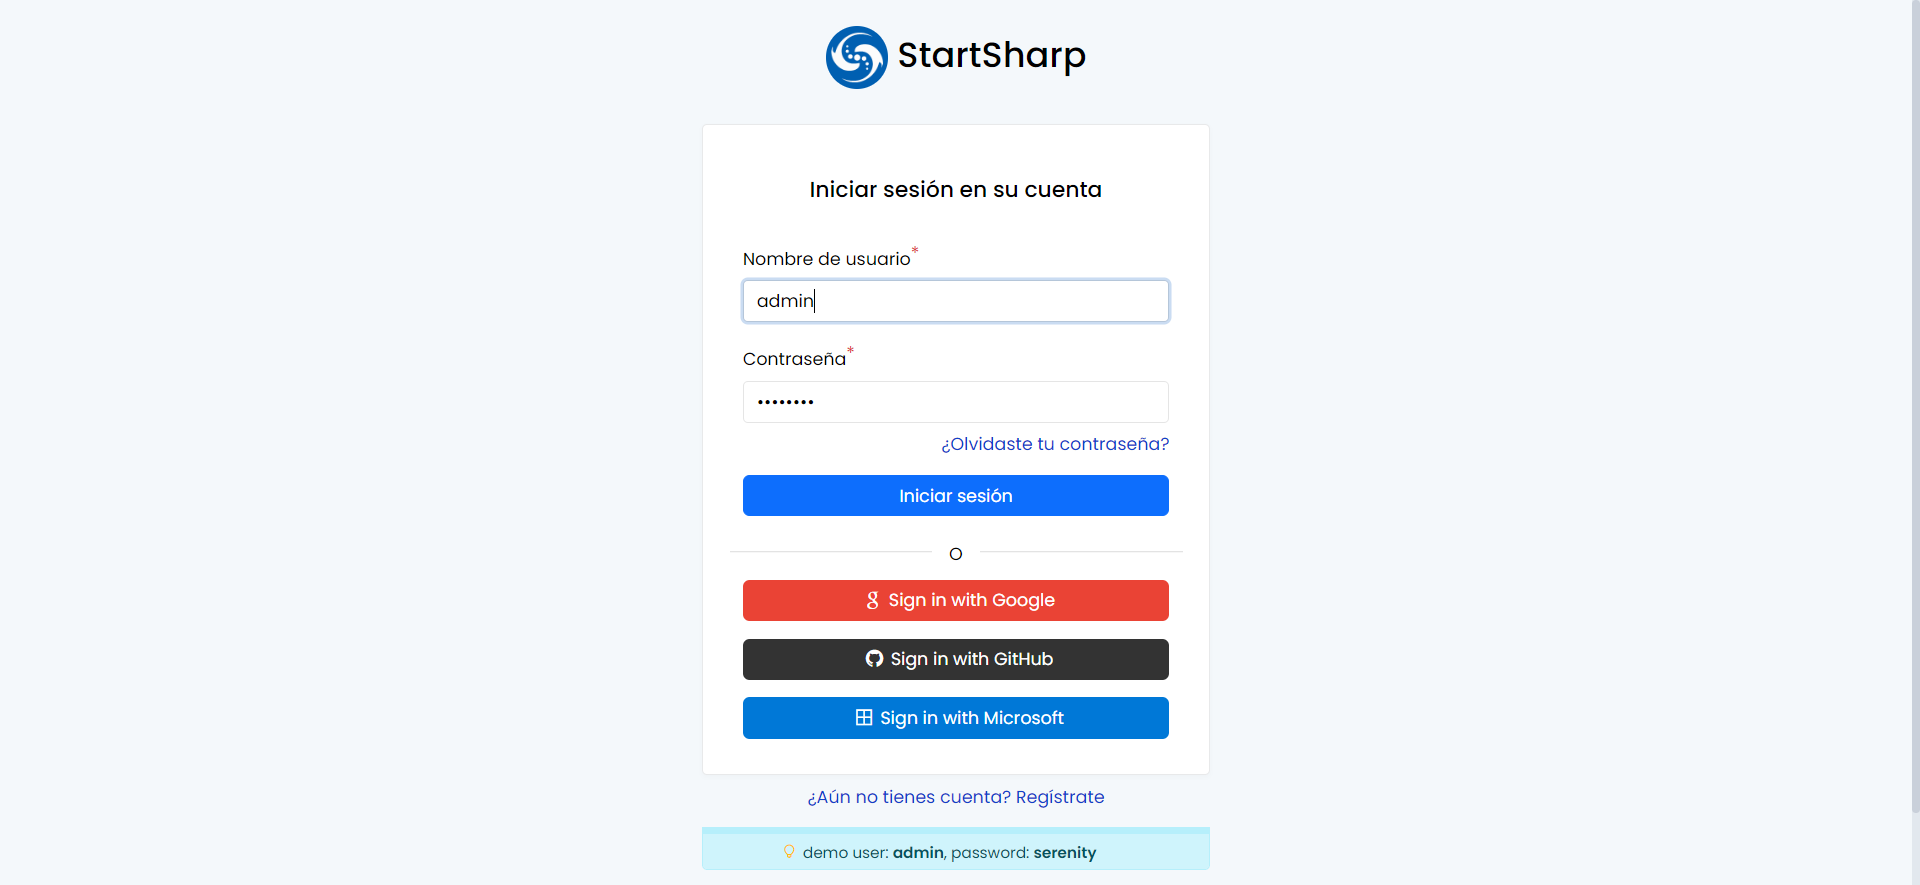 StartSharp
Iniciar sesión en su cuenta
Nombre de usuario*
admin
Contraseña*
••••••••
¿Olvidaste tu contraseña?
Iniciar sesión
O
Sign in with Google
Sign in with GitHub
Sign in with Microsoft
¿Aún no tienes cuenta? Regístrate
demo user: admin, password: serenity